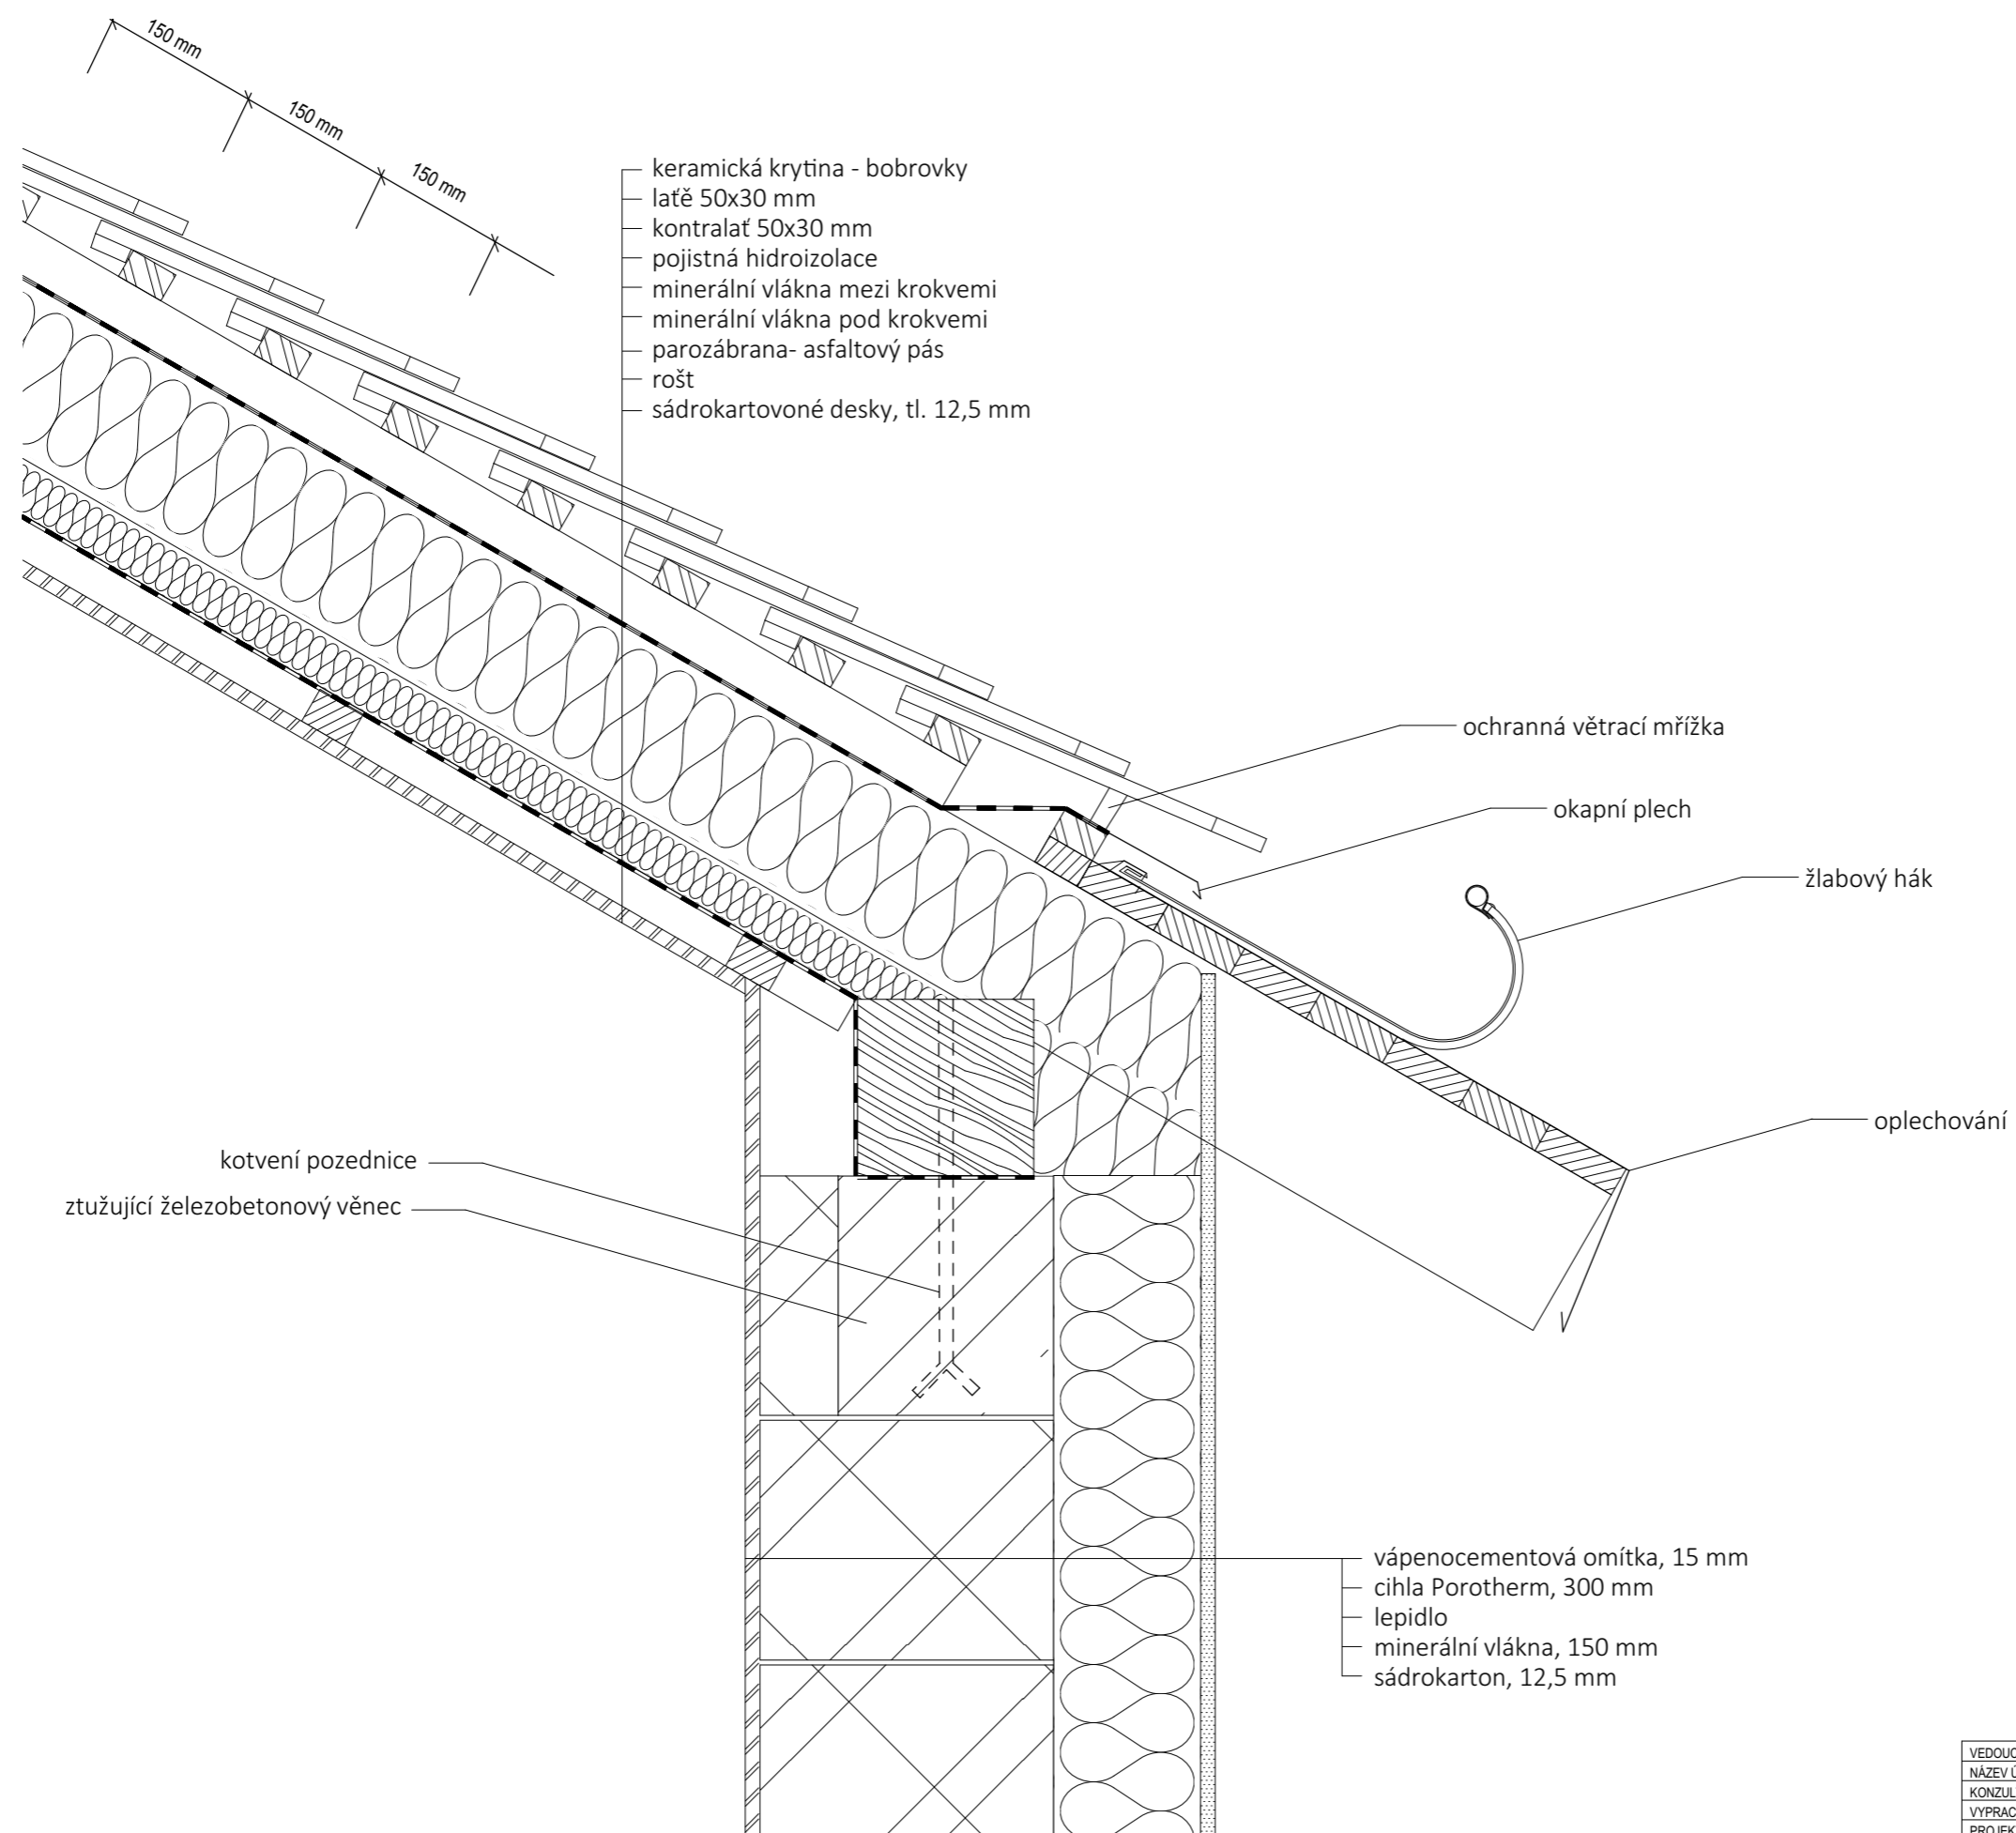 150 mm
150 mm
150 mm
keramická krytina - bobrovky
laťě 50x30 mm
kontralať 50x30 mm
pojistná hidroizolace
minerální vlákna mezi krokvemi
minerální vlákna pod krokvemi
parozábrana- asfaltový pás
rošt
sádrokartovoné desky, tl. 12,5 mm
ochranná větrací mřížka
okapní plech
žlabový hák
oplechování
kotvení pozednice
ztužující železobetonový věnec
vápenocementová omítka, 15 mm
cihla Porotherm, 300 mm
lepidlo
minerální vlákna, 150 mm
sádrokarton, 12,5 mm
NÁZEV